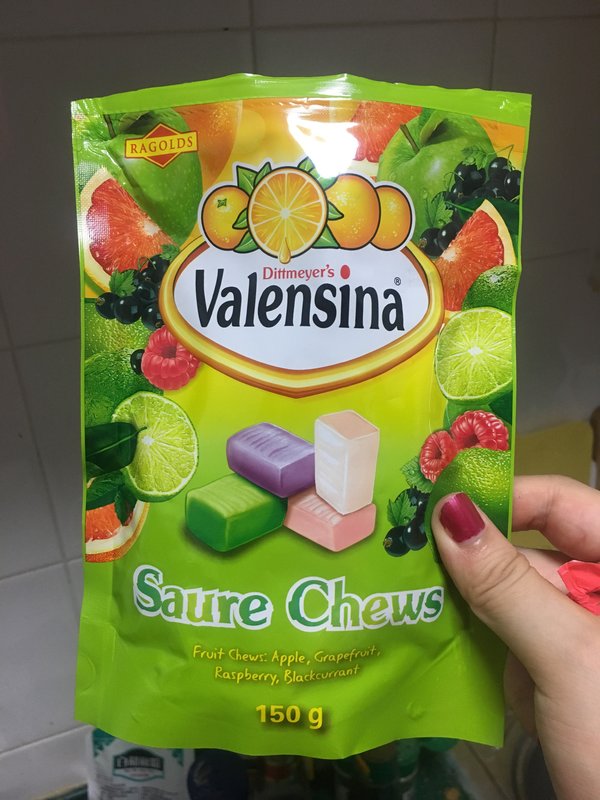 RAGOLDS
Dittmeyer's
Valensina®
Saure Chews
Fruit Chews: Apple, Grapefruit,
Raspberry, Blackcurrant
150 g